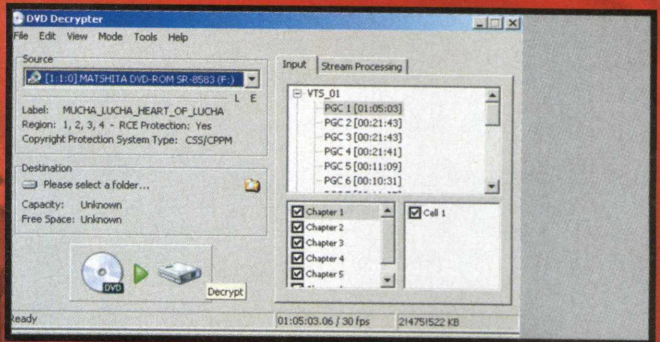 DVD Decrypter
File Edit View Mode Tools Help
Source
[1:1:0] MATSHITA DVD-ROM SR-8583 (F:)
L E
Label: MUCHA_LUCHA_HEART_OF_LUCHA
Region: 1, 2, 3, 4 - RCE Protection: Yes
Copyright Protection System Type: CSS/CPPM
Destination
Please select a folder...
Capacity: Unknown
Free Space: Unknown
DVD
Decrypt
Ready
Input Stream Processing
VTS_01
PGC 1 [01:05:03]
PGC 2 [00:21:43]
PGC 3 [00:21:43]
PGC 4 [00:21:41]
PGC 5 [00:11:09]
PGC 6 [00:10:31]
Chapter 1
Chapter 2
Chapter 3
Chapter 4
Chapter 5
Cell 1
01:05:03.06 / 30 fps
2!475!522 KB